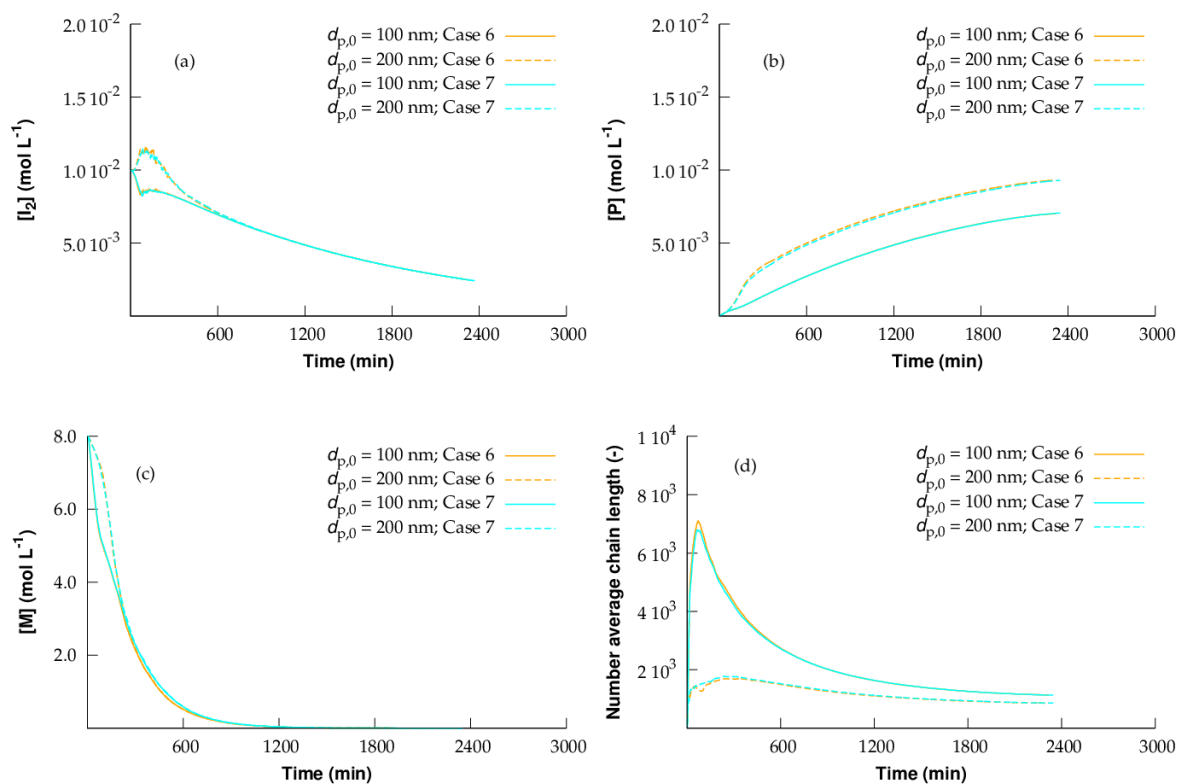 2.0 10⁻²
1.5 10⁻²
1.0 10⁻²
5.0 10⁻³
[I₂] (mol L⁻¹)
(a)
dp,0 = 100 nm; Case 6
dp,0 = 200 nm; Case 6
dp,0 = 100 nm; Case 7
dp,0 = 200 nm; Case 7
600 1200 1800 2400 3000
Time (min)
2.0 10⁻²
1.5 10⁻²
1.0 10⁻²
5.0 10⁻³
[P] (mol L⁻¹)
(b)
dp,0 = 100 nm; Case 6
dp,0 = 200 nm; Case 6
dp,0 = 100 nm; Case 7
dp,0 = 200 nm; Case 7
600 1200 1800 2400 3000
Time (min)
8.0
6.0
4.0
2.0
[M] (mol L⁻¹)
(c)
dp,0 = 100 nm; Case 6
dp,0 = 200 nm; Case 6
dp,0 = 100 nm; Case 7
dp,0 = 200 nm; Case 7
600 1200 1800 2400 3000
Time (min)
1 10⁴
8 10³
6 10³
4 10³
2 10³
Number average chain length (-)
(d)
dp,0 = 100 nm; Case 6
dp,0 = 200 nm; Case 6
dp,0 = 100 nm; Case 7
dp,0 = 200 nm; Case 7
600 1200 1800 2400 3000
Time (min)